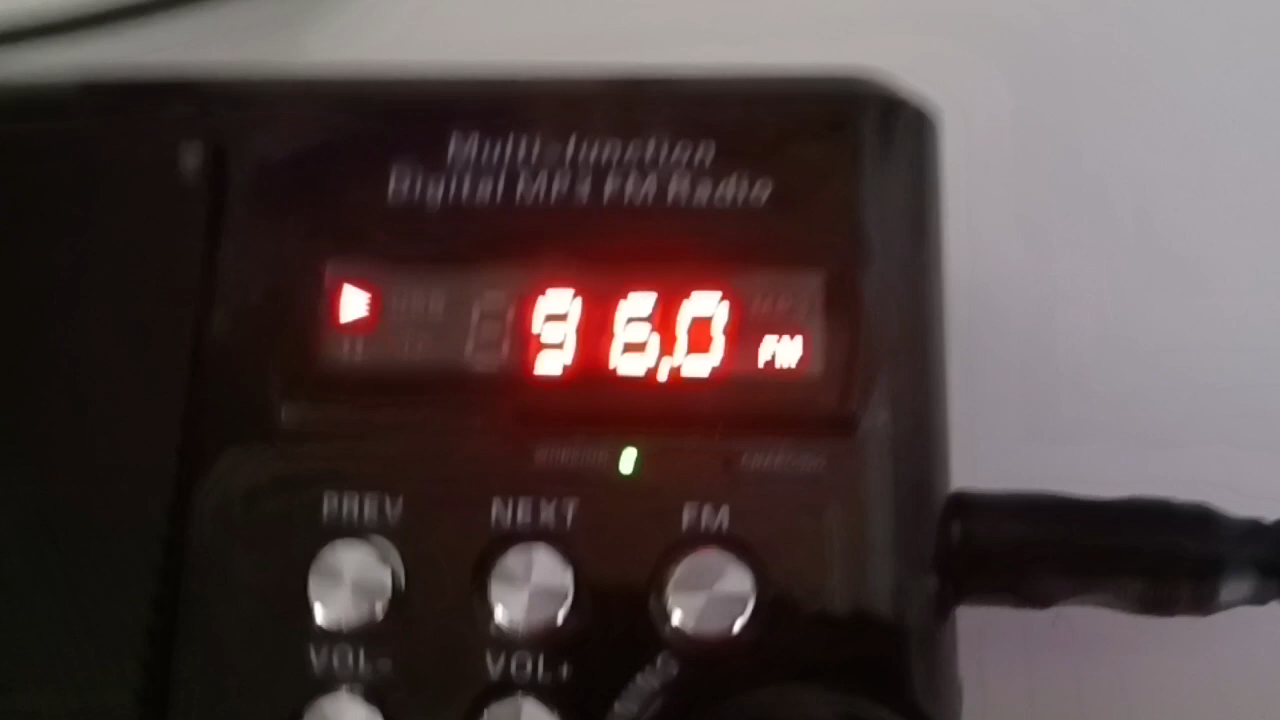 Multi-function
Digital MP3 FM Radio
96.0 FM
PREV NEXT FM
VOL- VOL+